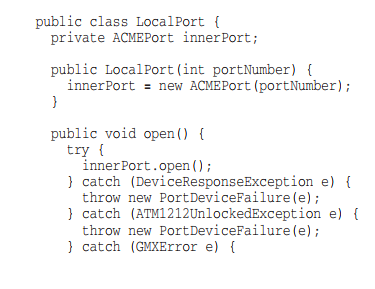 public class LocalPort {
private ACMEPort innerPort;
public LocalPort(int portNumber) {
innerPort = new ACMEPort(portNumber);
}
public void open() {
try {
innerPort.open();
} catch (DeviceResponseException e) {
throw new PortDeviceFailure(e);
} catch (ATM1212UnlockedException e) {
throw new PortDeviceFailure(e);
} catch (GMXError e) {